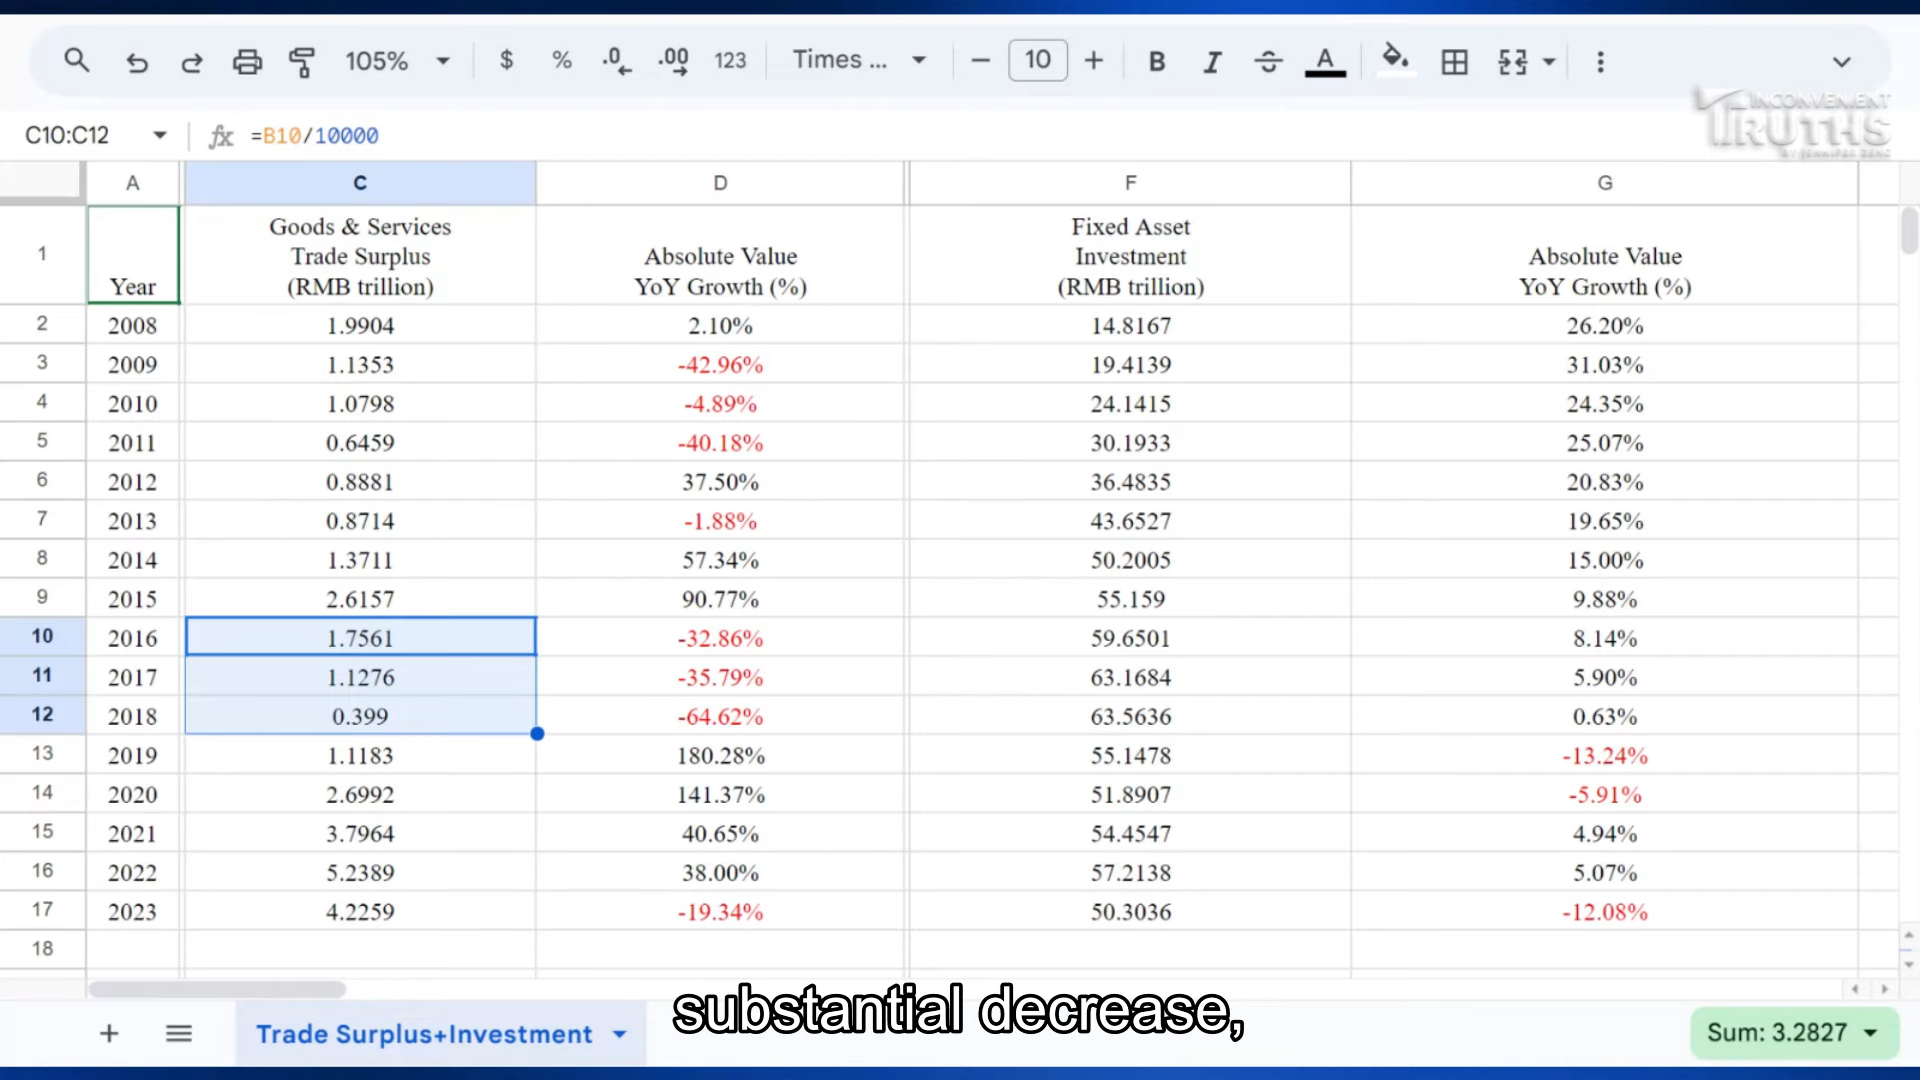 105% $ % .0 .00 123 Times ... 10 B I A
INCONVENIENT
TRUTHS
BY JENNIFER ZENG
C10:C12 fx =B10/10000
A C D F G
1 Year Goods & Services Trade Surplus (RMB trillion) Absolute Value YoY Growth (%) Fixed Asset Investment (RMB trillion) Absolute Value YoY Growth (%)
2 2008 1.9904 2.10% 14.8167 26.20%
3 2009 1.1353 -42.96% 19.4139 31.03%
4 2010 1.0798 -4.89% 24.1415 24.35%
5 2011 0.6459 -40.18% 30.1933 25.07%
6 2012 0.8881 37.50% 36.4835 20.83%
7 2013 0.8714 -1.88% 43.6527 19.65%
8 2014 1.3711 57.34% 50.2005 15.00%
9 2015 2.6157 90.77% 55.159 9.88%
10 2016 1.7561 -32.86% 59.6501 8.14%
11 2017 1.1276 -35.79% 63.1684 5.90%
12 2018 0.399 -64.62% 63.5636 0.63%
13 2019 1.1183 180.28% 55.1478 -13.24%
14 2020 2.6992 141.37% 51.8907 -5.91%
15 2021 3.7964 40.65% 54.4547 4.94%
16 2022 5.2389 38.00% 57.2138 5.07%
17 2023 4.2259 -19.34% 50.3036 -12.08%
18
substantial decrease,
Trade Surplus+Investment Sum: 3.2827